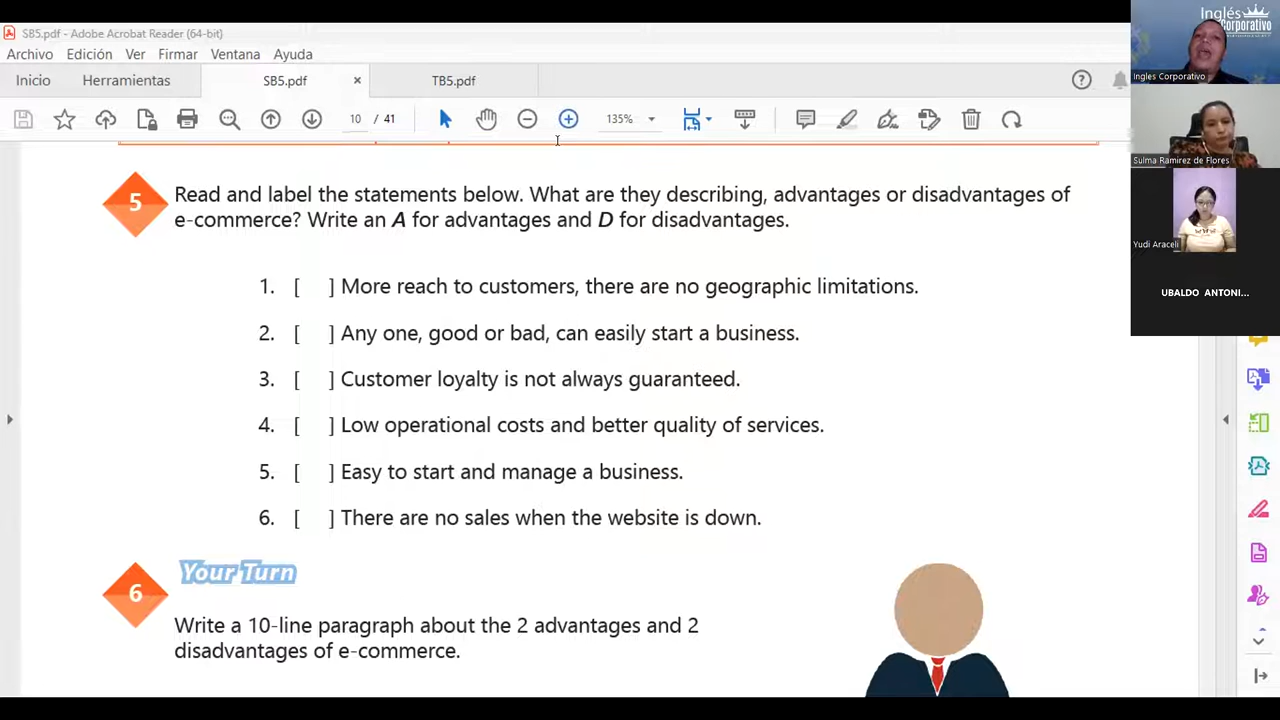 SB5.pdf - Adobe Acrobat Reader (64-bit)
Archivo Edición Ver Firmar Ventana Ayuda
Inicio Herramientas SB5.pdf × TB5.pdf
10 / 41 135%
5 Read and label the statements below. What are they describing, advantages or disadvantages of
e-commerce? Write an A for advantages and D for disadvantages.
1. [ ] More reach to customers, there are no geographic limitations.
2. [ ] Any one, good or bad, can easily start a business.
3. [ ] Customer loyalty is not always guaranteed.
4. [ ] Low operational costs and better quality of services.
5. [ ] Easy to start and manage a business.
6. [ ] There are no sales when the website is down.
6 Your Turn
Write a 10-line paragraph about the 2 advantages and 2
disadvantages of e-commerce.
Inglés
Corporativo
Ingles Corporativo
Sulma Ramirez de Flores
Yudi Araceli
UBALDO ANTONI...